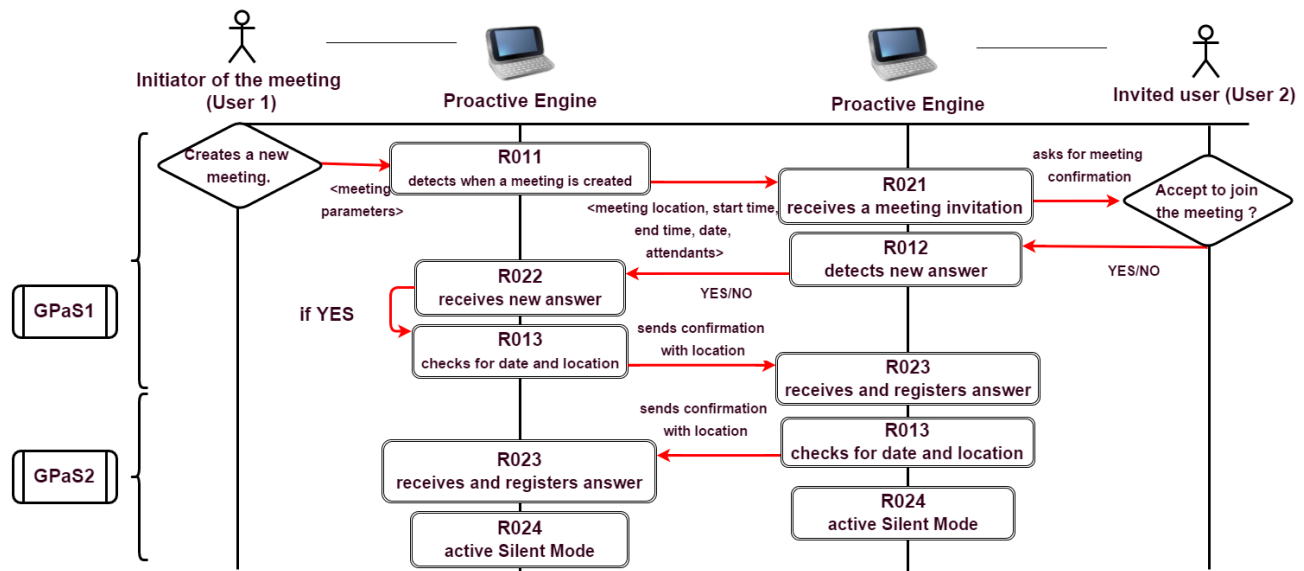 Initiator of the meeting
(User 1)
Proactive Engine
Proactive Engine
Invited user (User 2)
Creates a new
meeting.
<meeting
parameters>
R011
detects when a meeting is created
<meeting location, start time,
end time, date,
attendants>
R021
receives a meeting invitation
asks for meeting
confirmation
Accept to join
the meeting ?
YES/NO
R012
detects new answer
YES/NO
R022
receives new answer
if YES
GPaS1
R013
checks for date and location
sends confirmation
with location
R023
receives and registers answer
GPaS2
sends confirmation
with location
R013
checks for date and location
R023
receives and registers answer
R024
active Silent Mode
R024
active Silent Mode